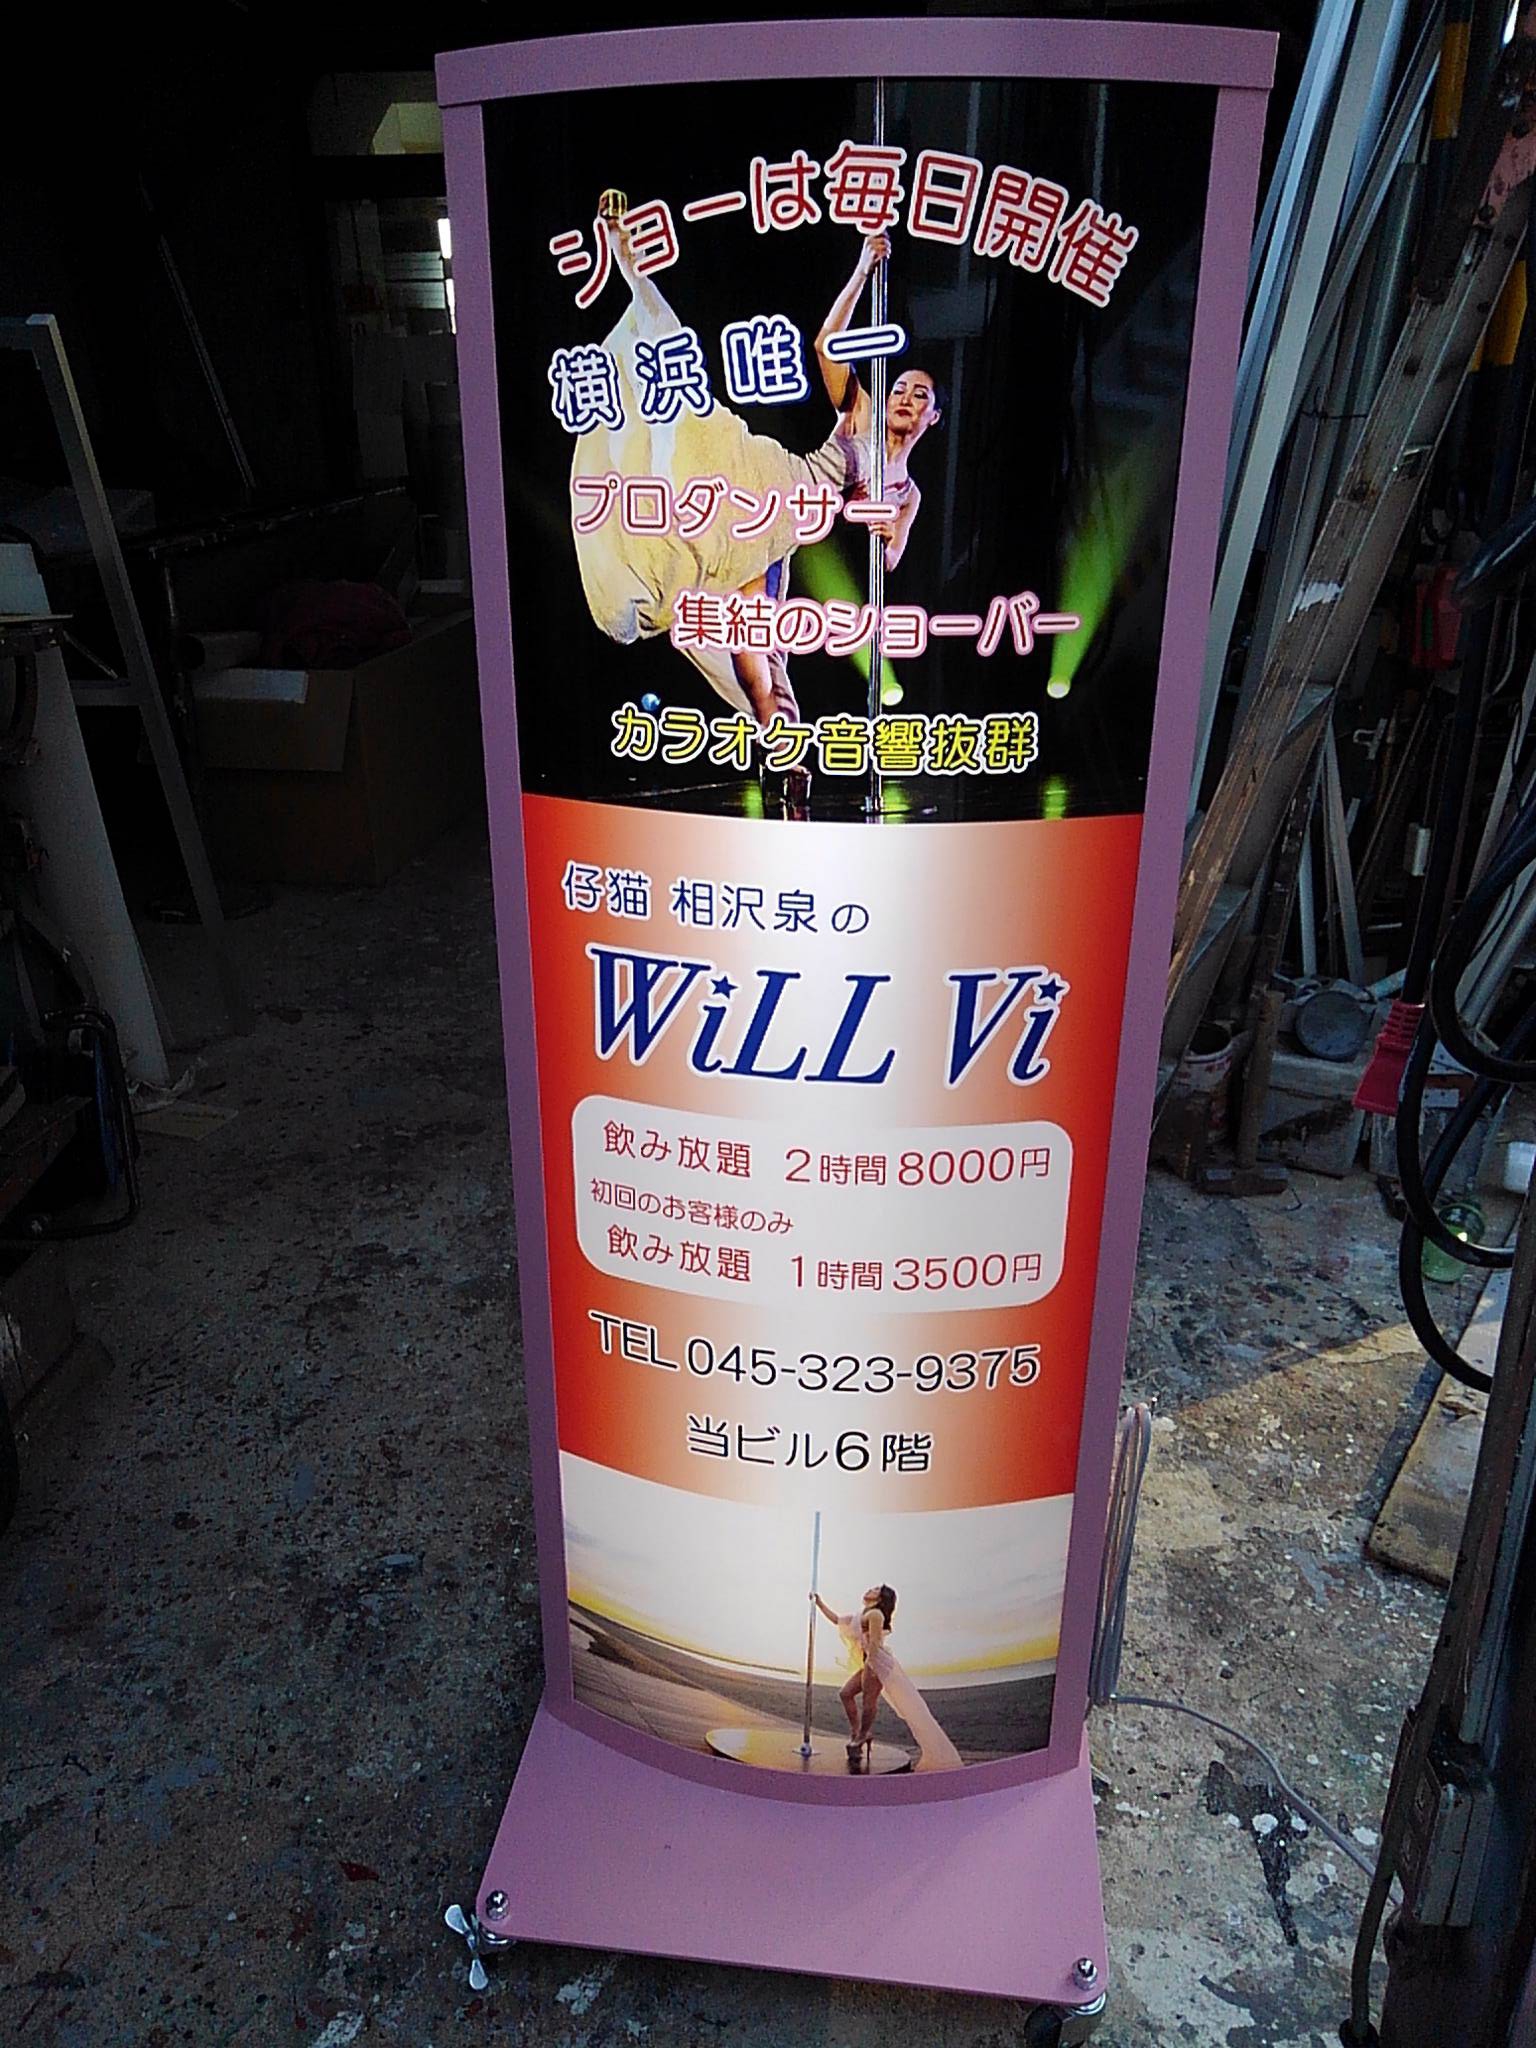 ショーは毎日開催
横浜唯一
プロダンサー
集結のショーバー
カラオケ音響抜群
仔猫 相沢泉の
WiLL Vi
飲み放題 2時間 8000円
初回のお客様のみ
飲み放題 1時間 3500円
TEL 045-323-9375
当ビル6階